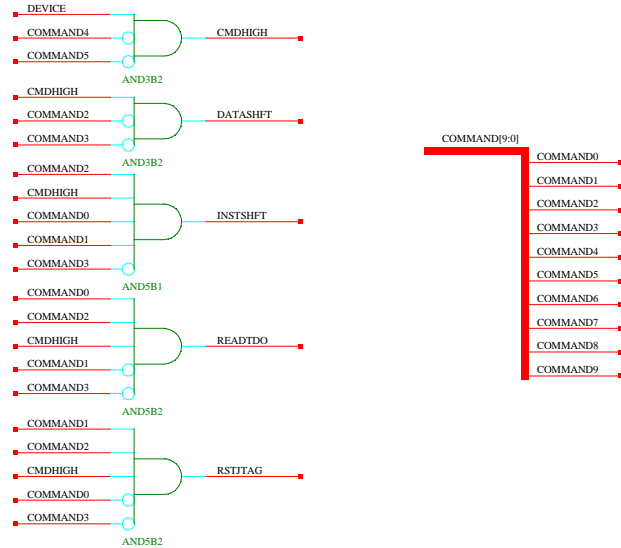 DEVICE
COMMAND4
CMDHIGH
COMMAND5
AND3B2
CMDHIGH
COMMAND2
DATASHFT
COMMAND3
AND3B2
COMMAND2
CMDHIGH
COMMAND0
INSTSHFT
COMMAND1
COMMAND3
AND5B1
COMMAND0
COMMAND2
CMDHIGH
READTDO
COMMAND1
COMMAND3
AND5B2
COMMAND1
COMMAND2
CMDHIGH
RSTJTAG
COMMAND0
COMMAND3
AND5B2
COMMAND[9:0]
COMMAND0
COMMAND1
COMMAND2
COMMAND3
COMMAND4
COMMAND5
COMMAND6
COMMAND7
COMMAND8
COMMAND9